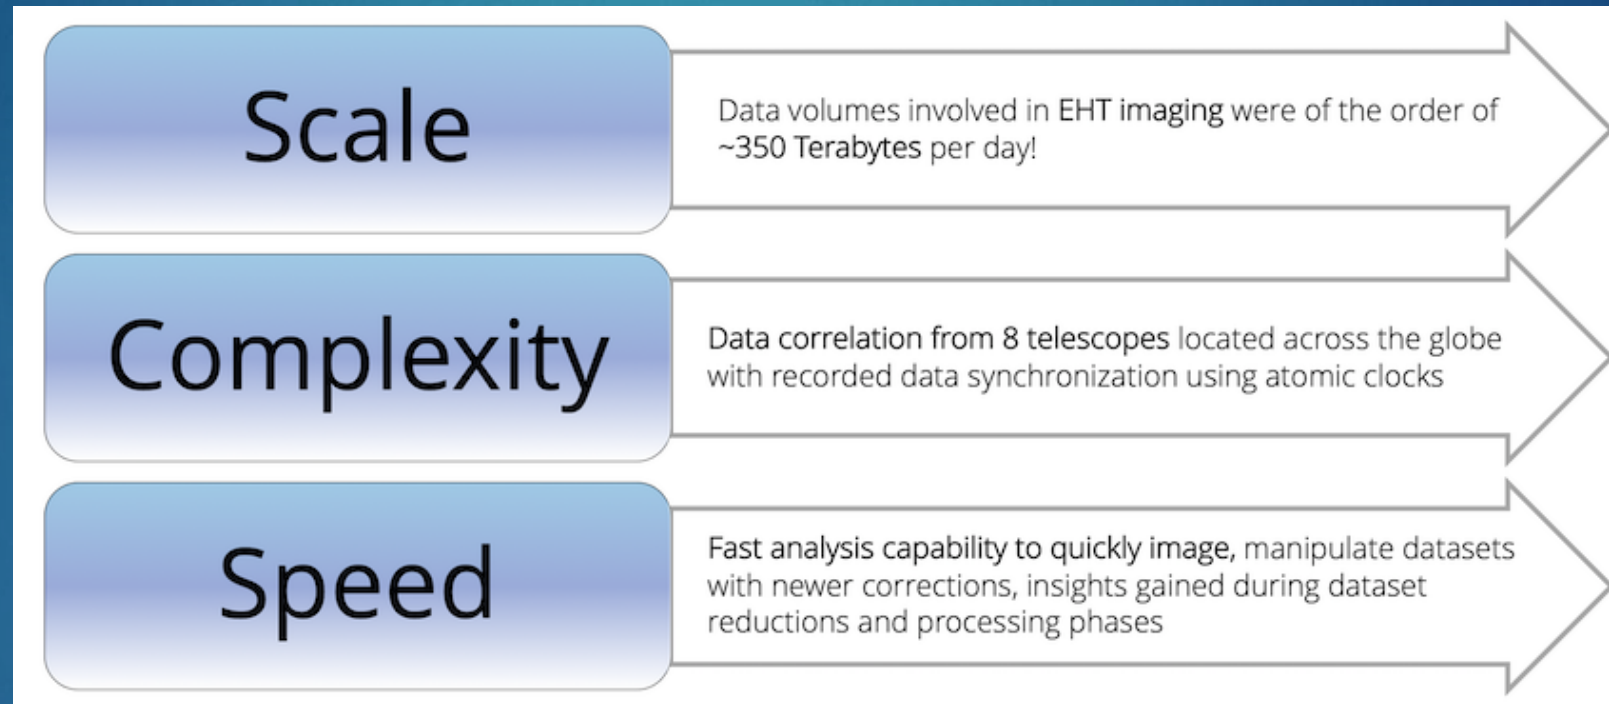 Scale
Data volumes involved in EHT imaging were of the order of
~350 Terabytes per day!
Complexity
Data correlation from 8 telescopes located across the globe
with recorded data synchronization using atomic clocks
Speed
Fast analysis capability to quickly image, manipulate datasets
with newer corrections, insights gained during dataset
reductions and processing phases